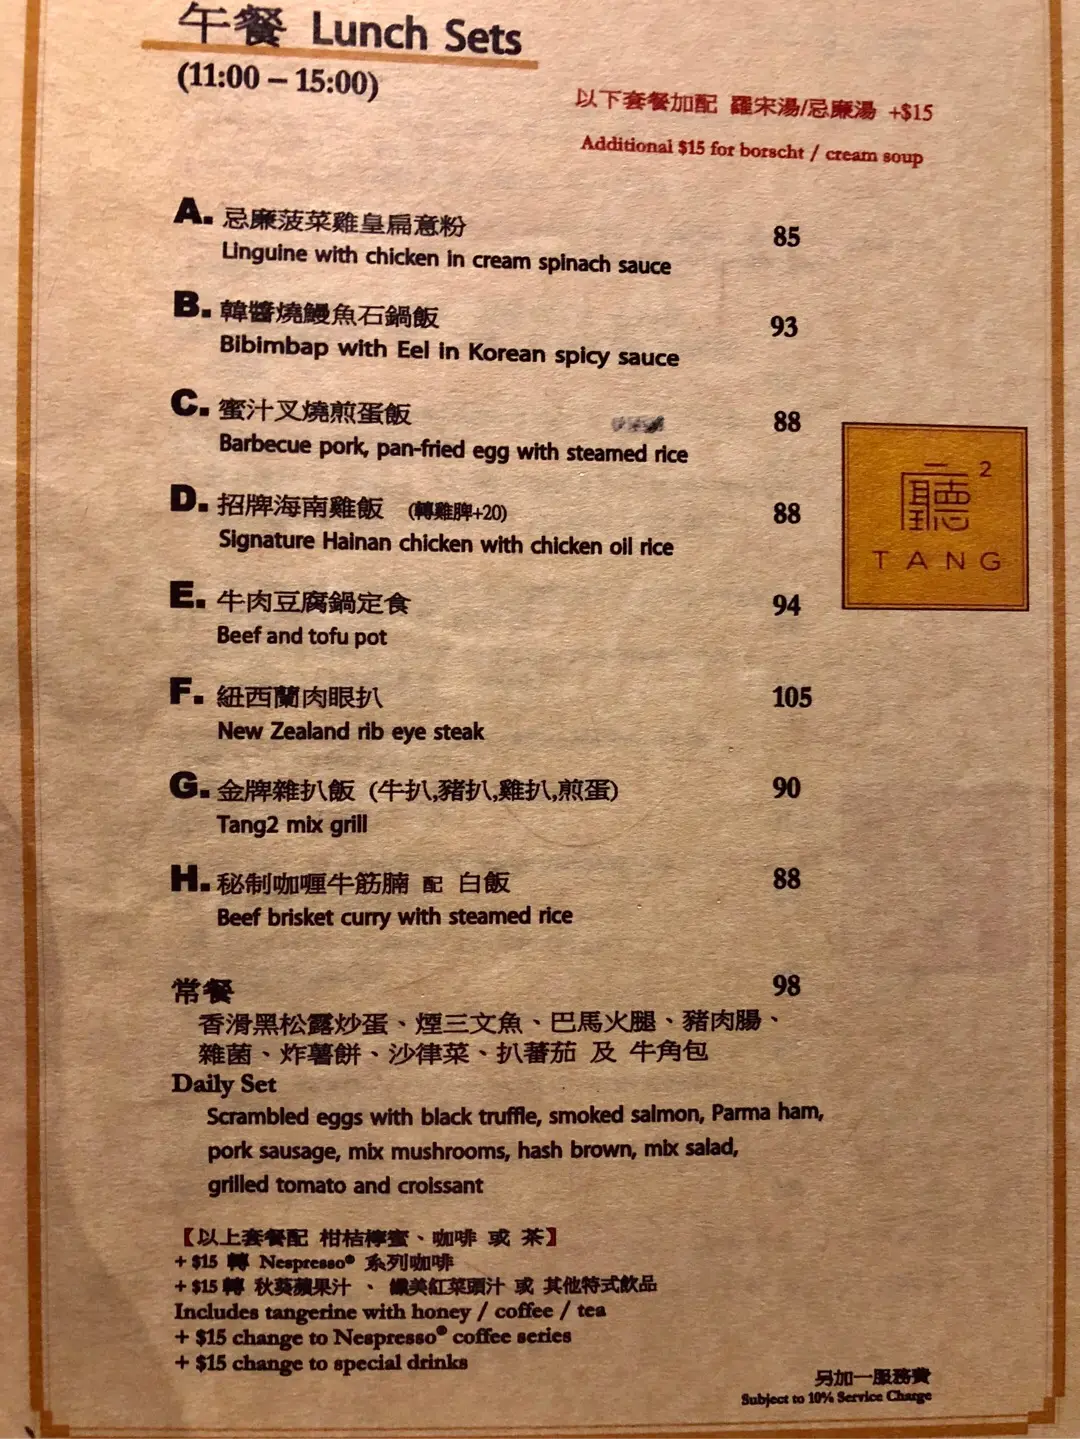 午餐 Lunch Sets
(11:00 – 15:00)
以下套餐加配 羅宋湯/忌廉湯 +$15
Additional $15 for borscht / cream soup
A. 忌廉菠菜雞皇扁意粉 85
Linguine with chicken in cream spinach sauce
B. 韓醬燒鰻魚石鍋飯 93
Bibimbap with Eel in Korean spicy sauce
C. 蜜汁叉燒煎蛋飯 88
Barbecue pork, pan-fried egg with steamed rice
D. 招牌海南雞飯 (轉雞脾+20) 88
Signature Hainan chicken with chicken oil rice
廳2
TANG
E. 牛肉豆腐鍋定食 94
Beef and tofu pot
F. 紐西蘭肉眼扒 105
New Zealand rib eye steak
G. 金牌雜扒飯 (牛扒,豬扒,雞扒,煎蛋) 90
Tang2 mix grill
H. 秘制咖喱牛筋腩 配 白飯 88
Beef brisket curry with steamed rice
常餐 98
香滑黑松露炒蛋、煙三文魚、巴馬火腿、豬肉腸、
雜菌、炸薯餅、沙律菜、扒蕃茄 及 牛角包
Daily Set
Scrambled eggs with black truffle, smoked salmon, Parma ham,
pork sausage, mix mushrooms, hash brown, mix salad,
grilled tomato and croissant
【以上套餐配 柑桔檸蜜、咖啡 或 茶】
+ $15 轉 Nespresso® 系列咖啡
+ $15 轉 秋葵蘋果汁 、 纖美紅菜頭汁 或 其他特式飲品
Includes tangerine with honey / coffee / tea
+ $15 change to Nespresso® coffee series
+ $15 change to special drinks
另加一服務費
Subject to 10% Service Charge